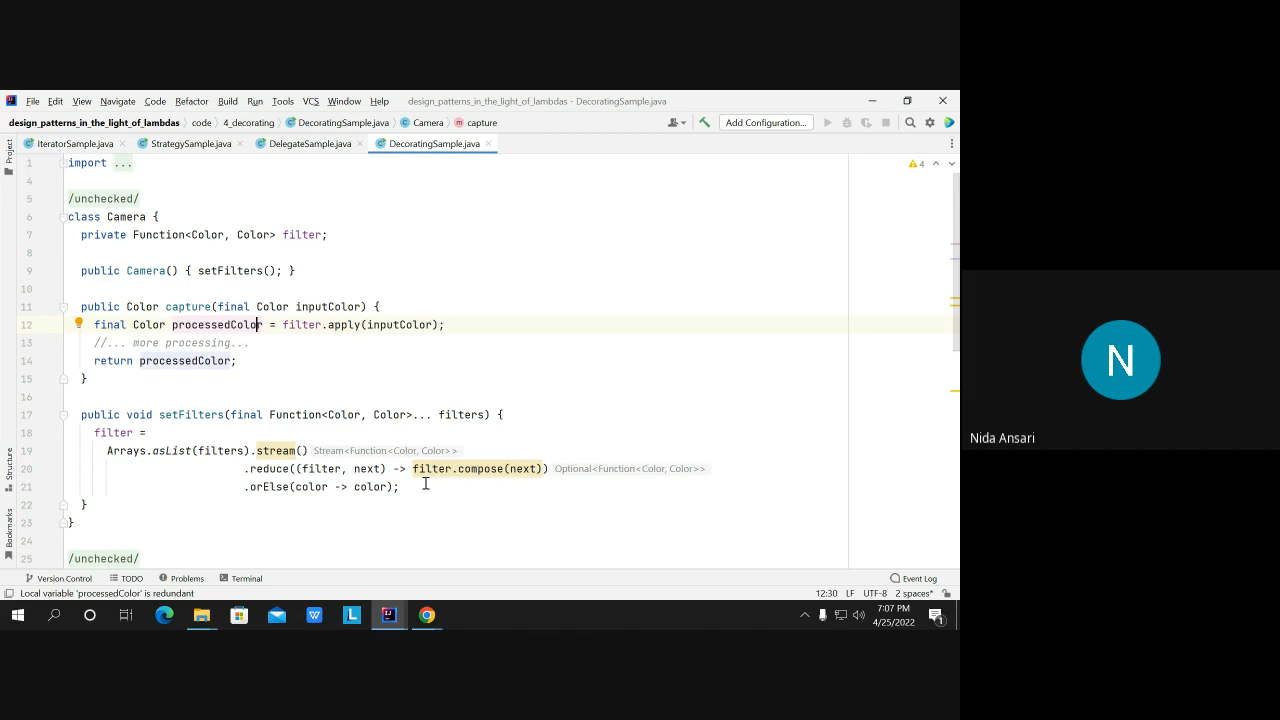 File Edit View Navigate Code Refactor Build Run Tools VCS Window Help design_patterns_in_the_light_of_lambdas - DecoratingSample.java
design_patterns_in_the_light_of_lambdas code 4_decorating DecoratingSample.java Camera m capture Add Configuration...
IteratorSample.java StrategySample.java DelegateSample.java DecoratingSample.java
Project
Structure
Bookmarks
1 import ...
4
5 /unchecked/
6 class Camera {
7 private Function<Color, Color> filter;
8
9 public Camera() { setFilters(); }
10
11 public Color capture(final Color inputColor) {
12 final Color processedColor = filter.apply(inputColor);
13 //... more processing...
14 return processedColor;
15 }
16
17 public void setFilters(final Function<Color, Color>... filters) {
18 filter =
19 Arrays.asList(filters).stream() Stream<Function<Color, Color>>
20 .reduce((filter, next) -> filter.compose(next)) Optional<Function<Color, Color>>
21 .orElse(color -> color);
22 }
23 }
24
25 /unchecked/
4
Version Control TODO Problems Terminal Event Log
Local variable 'processedColor' is redundant 12:30 LF UTF-8 2 spaces*
W L IJ 7:07 PM
4/25/2022 1
N
Nida Ansari